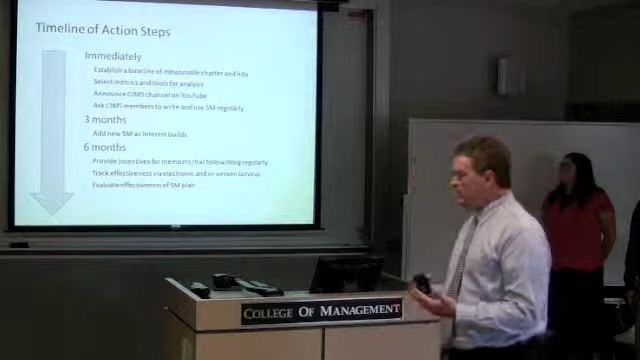 Timeline of Action Steps
Immediately
Establish a baseline of measurable chatter and hits
Select metrics and tools for analysis
Announce CIMS channel on YouTube
Ask CIMS members to write and use SM regularly
3 months
Add new SM as interest builds.
6 months
Provide incentives for members that follow/blog regularly
Track effectiveness via electronic and in-person surveys
Evaluate effectiveness of SM plan
COLLEGE OF MANAGEMENT